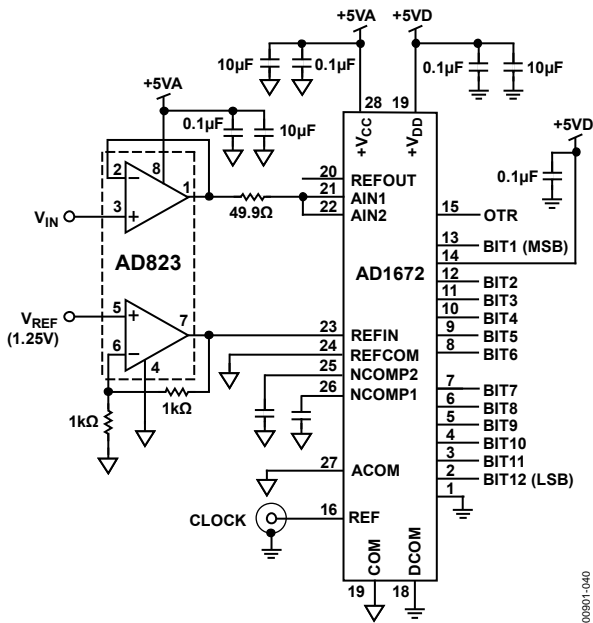 +5VA
+5VD
10µF
0.1µF
0.1µF
10µF
+5VA
0.1µF
10µF
28
19
+VCC
+VDD
+5VD
0.1µF
2
8
1
3
VIN
49.9Ω
AD823
20
REFOUT
21
AIN1
22
AIN2
AD1672
15
OTR
13
BIT1 (MSB)
14
12
BIT2
11
BIT3
10
BIT4
9
BIT5
8
BIT6
VREF
(1.25V)
5
7
6
4
1kΩ
1kΩ
23
REFIN
24
REFCOM
25
NCOMP2
26
NCOMP1
7
BIT7
6
BIT8
5
BIT9
4
BIT10
3
BIT11
2
BIT12 (LSB)
1
27
ACOM
CLOCK
16
REF
COM
DCOM
19
18
00901-040